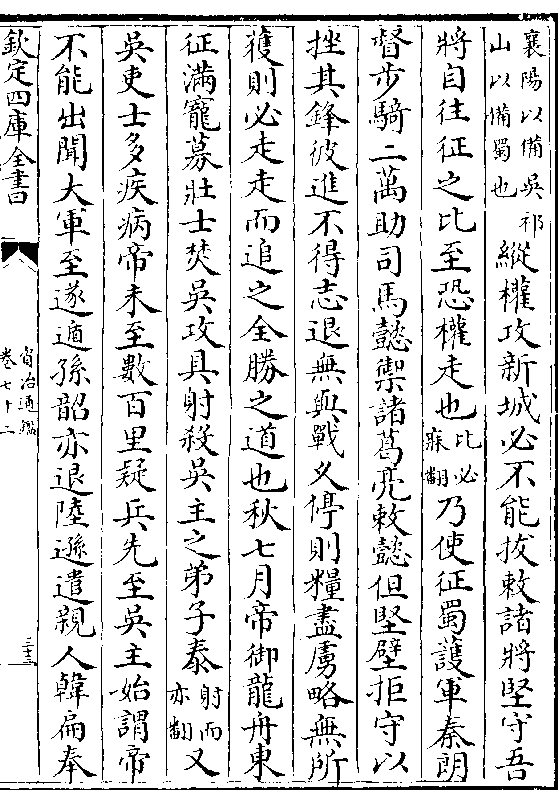 襄陽以備吳祁
山以備蜀也
縱權攻新城必不能拔敕諸將堅守吾
將自往征之比至恐權走也
比必
寐翻
乃使征蜀護軍秦朗
督步騎二萬助司馬懿禦諸葛亮敕懿但堅壁拒守以
挫其鋒彼進不得志退無與戰久停則糧盡虜略無所
獲則必走走而追之全勝之道也秋七月帝御龍舟東
征滿寵募壯士焚吳攻具射殺吳主之弟子泰
射而
亦翻
又
吳吏士多疾病帝未至數百里疑兵先至吳主始謂帝
不能出聞大軍至遂遁孫韶亦退陸遜遣親人韓扁奉
欽定四庫全書
資治通鑑
卷七十二
三十三